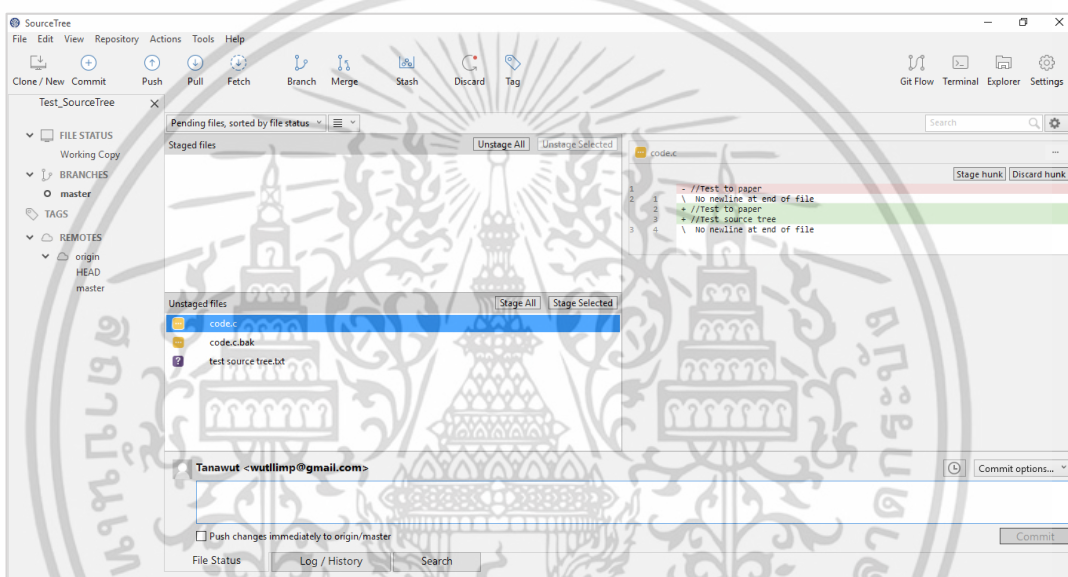 SourceTree
File Edit View Repository Actions Tools Help
Clone / New Commit Push Pull Fetch Branch Merge Stash Discard Tag Git Flow Terminal Explorer Settings
Test_SourceTree
Pending files, sorted by file status
Search
FILE STATUS
Working Copy
BRANCHES
master
TAGS
REMOTES
origin
HEAD
master
Staged files
Unstage All Unstage Selected
Unstaged files
Stage All Stage Selected
code.c
code.c.bak
test source tree.txt
code.c
Stage hunk Discard hunk
1 - //Test to paper
2 1 \ No newline at end of file
2 + //Test to paper
3 + //Test source tree
3 4 \ No newline at end of file
Tanawut <wutllimp@gmail.com>
Commit options...
Push changes immediately to origin/master
Commit
File Status Log / History Search